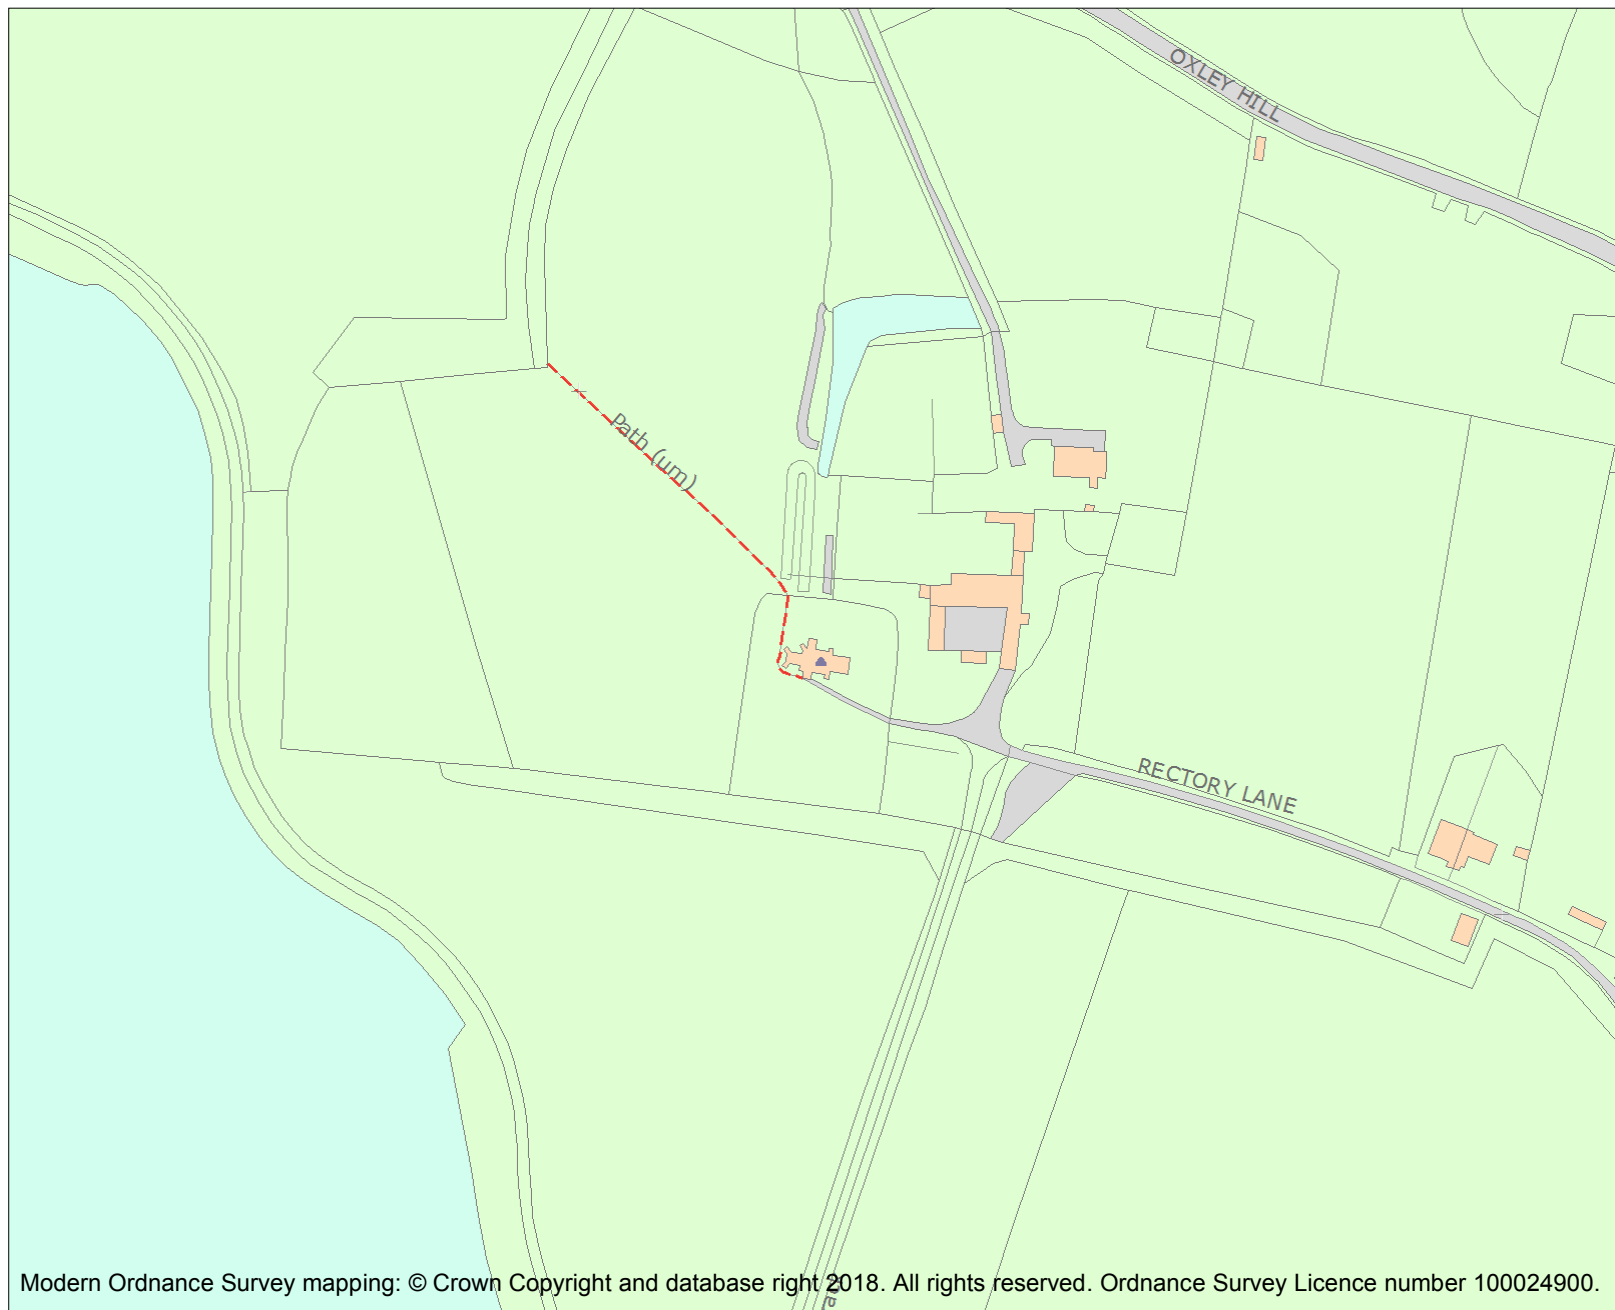 OXLEY HILL
Path (um)
RECTORY LANE
Modern Ordnance Survey mapping: © Crown Copyright and database right 2018. All rights reserved. Ordnance Survey Licence number 100024900.